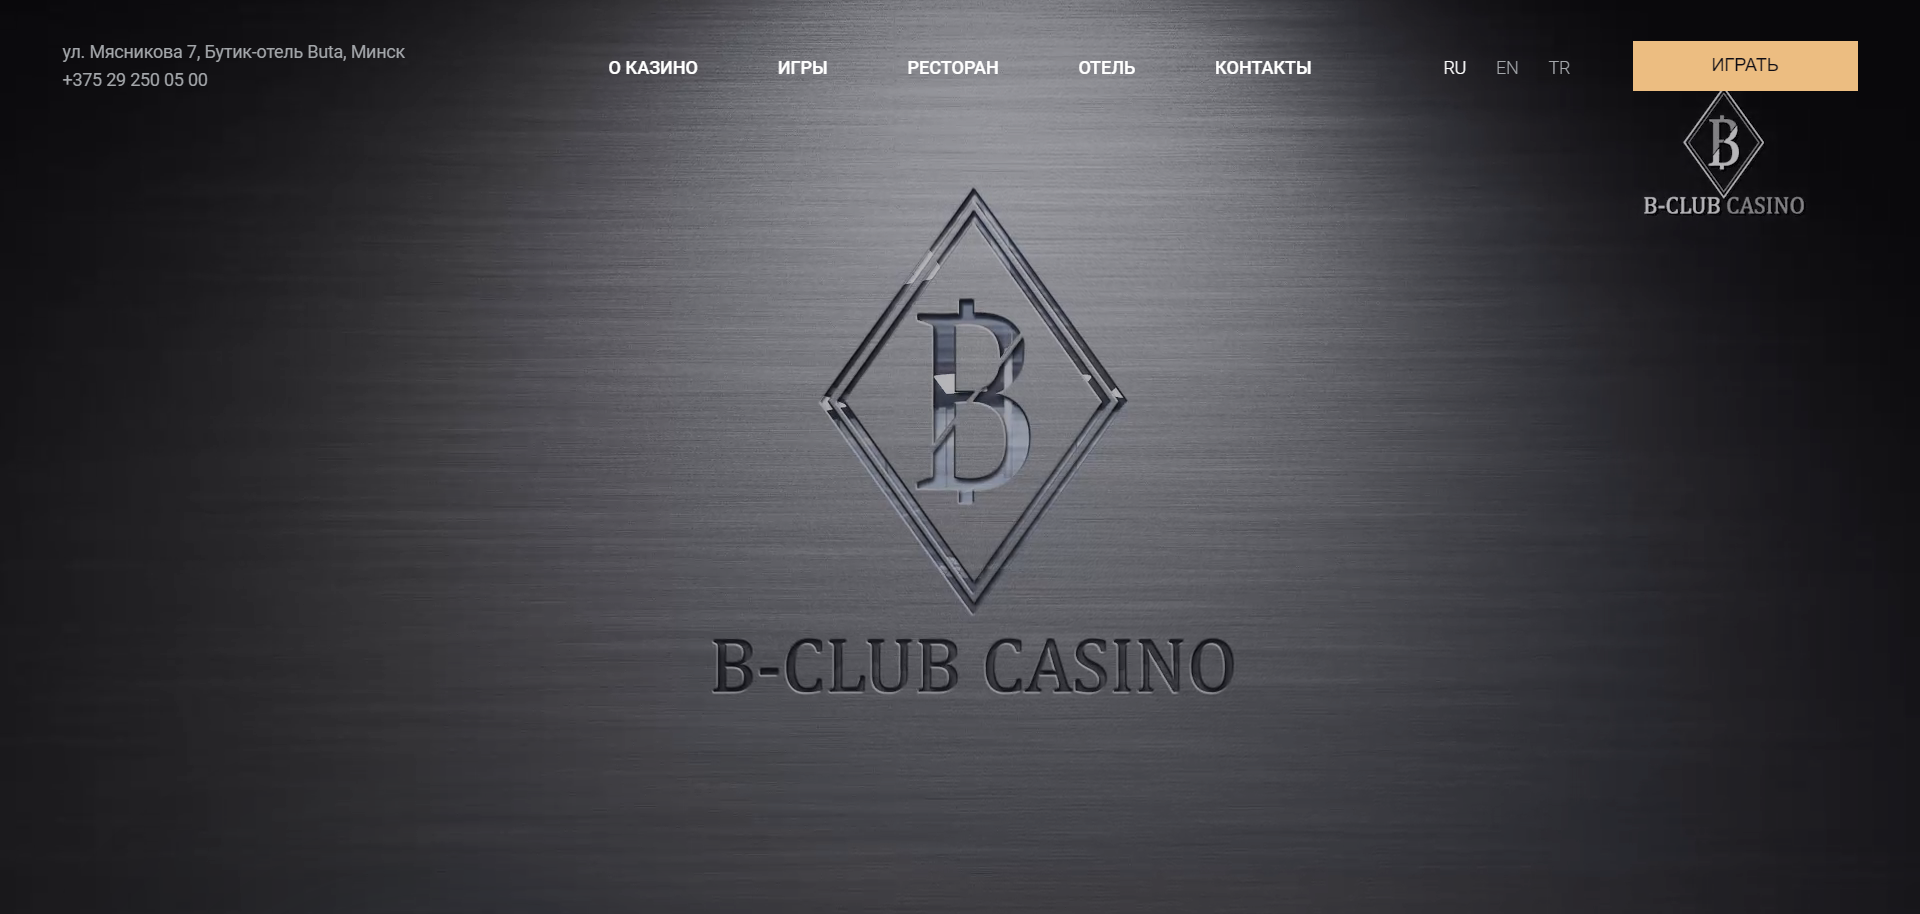 ул. Мясникова 7, Бутик-отель Buta, Минск
+375 29 250 05 00
О КАЗИНО
ИГРЫ
РЕСТОРАН
ОТЕЛЬ
КОНТАКТЫ
RU
EN
TR
ИГРАТЬ
B
B-CLUB CASINO
B
B-CLUB CASINO